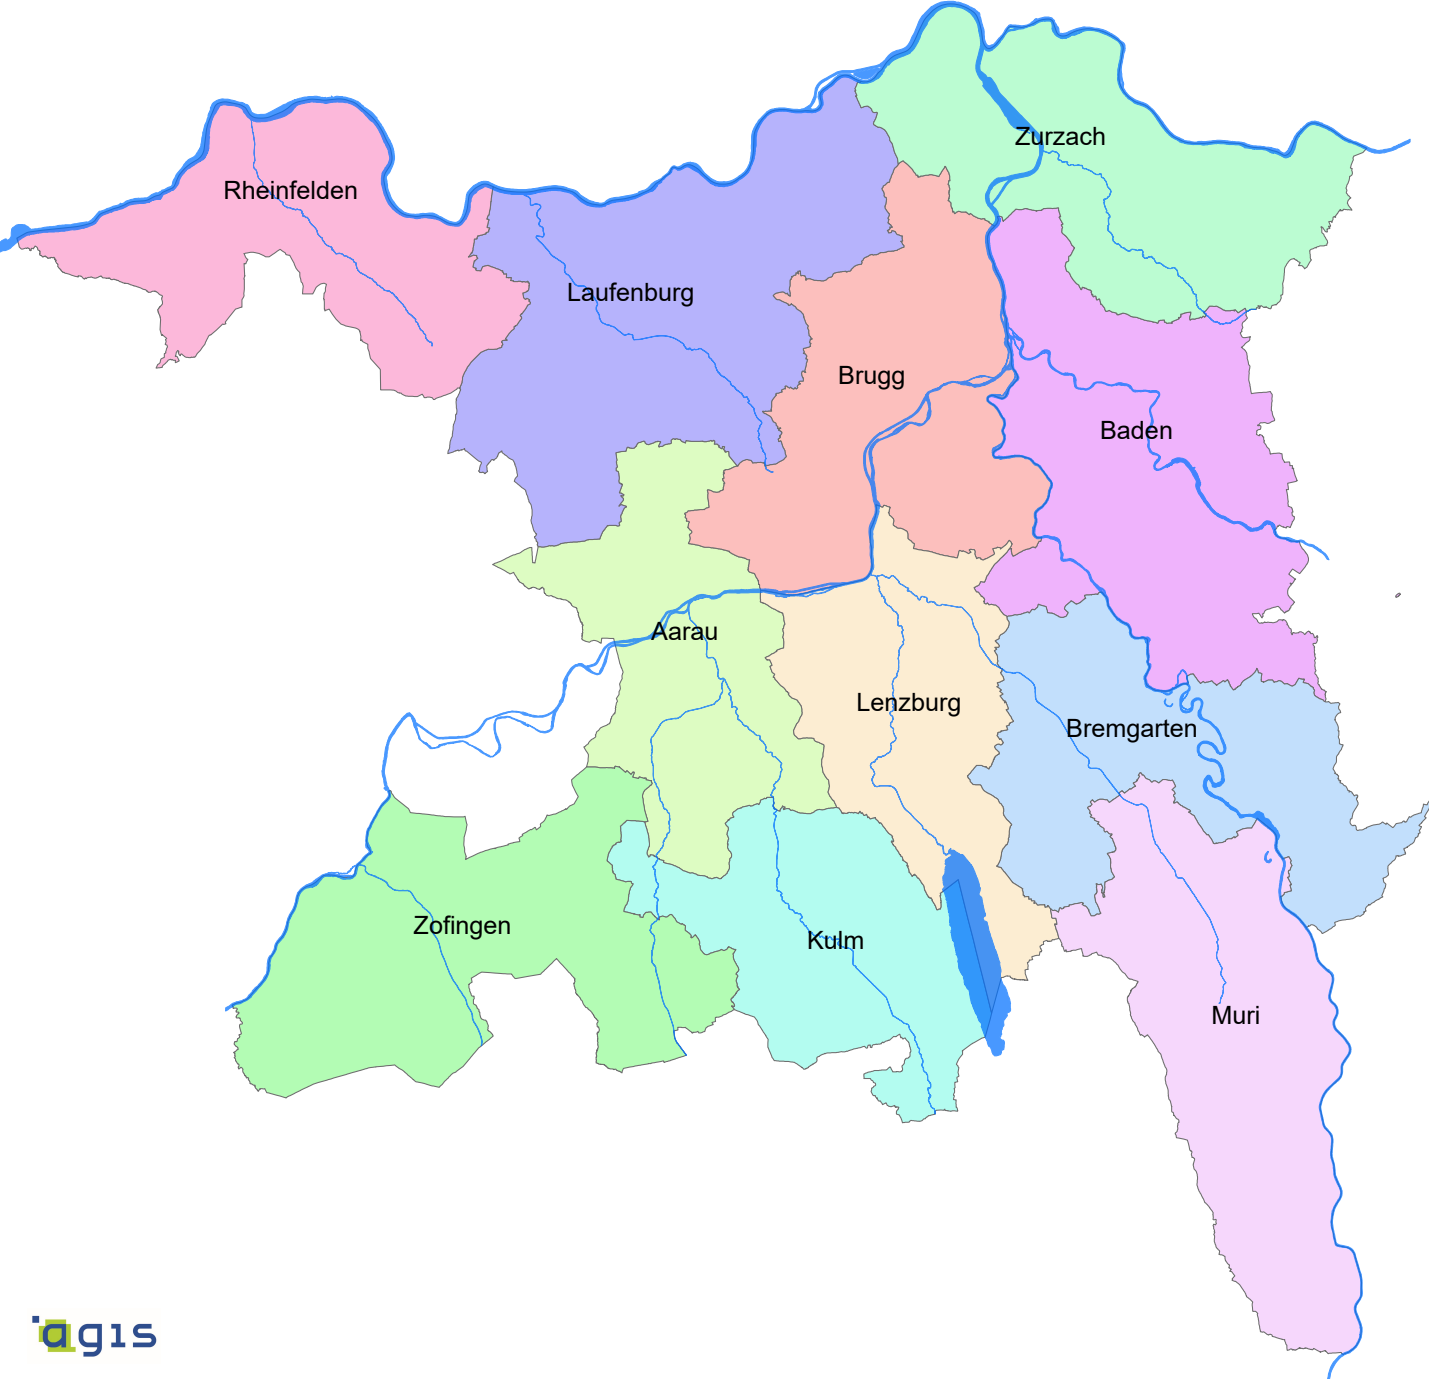 Zurzach
Rheinfelden
Laufenburg
Brugg
Baden
Aarau
Lenzburg
Bremgarten
Zofingen
Kulm
Muri
agis